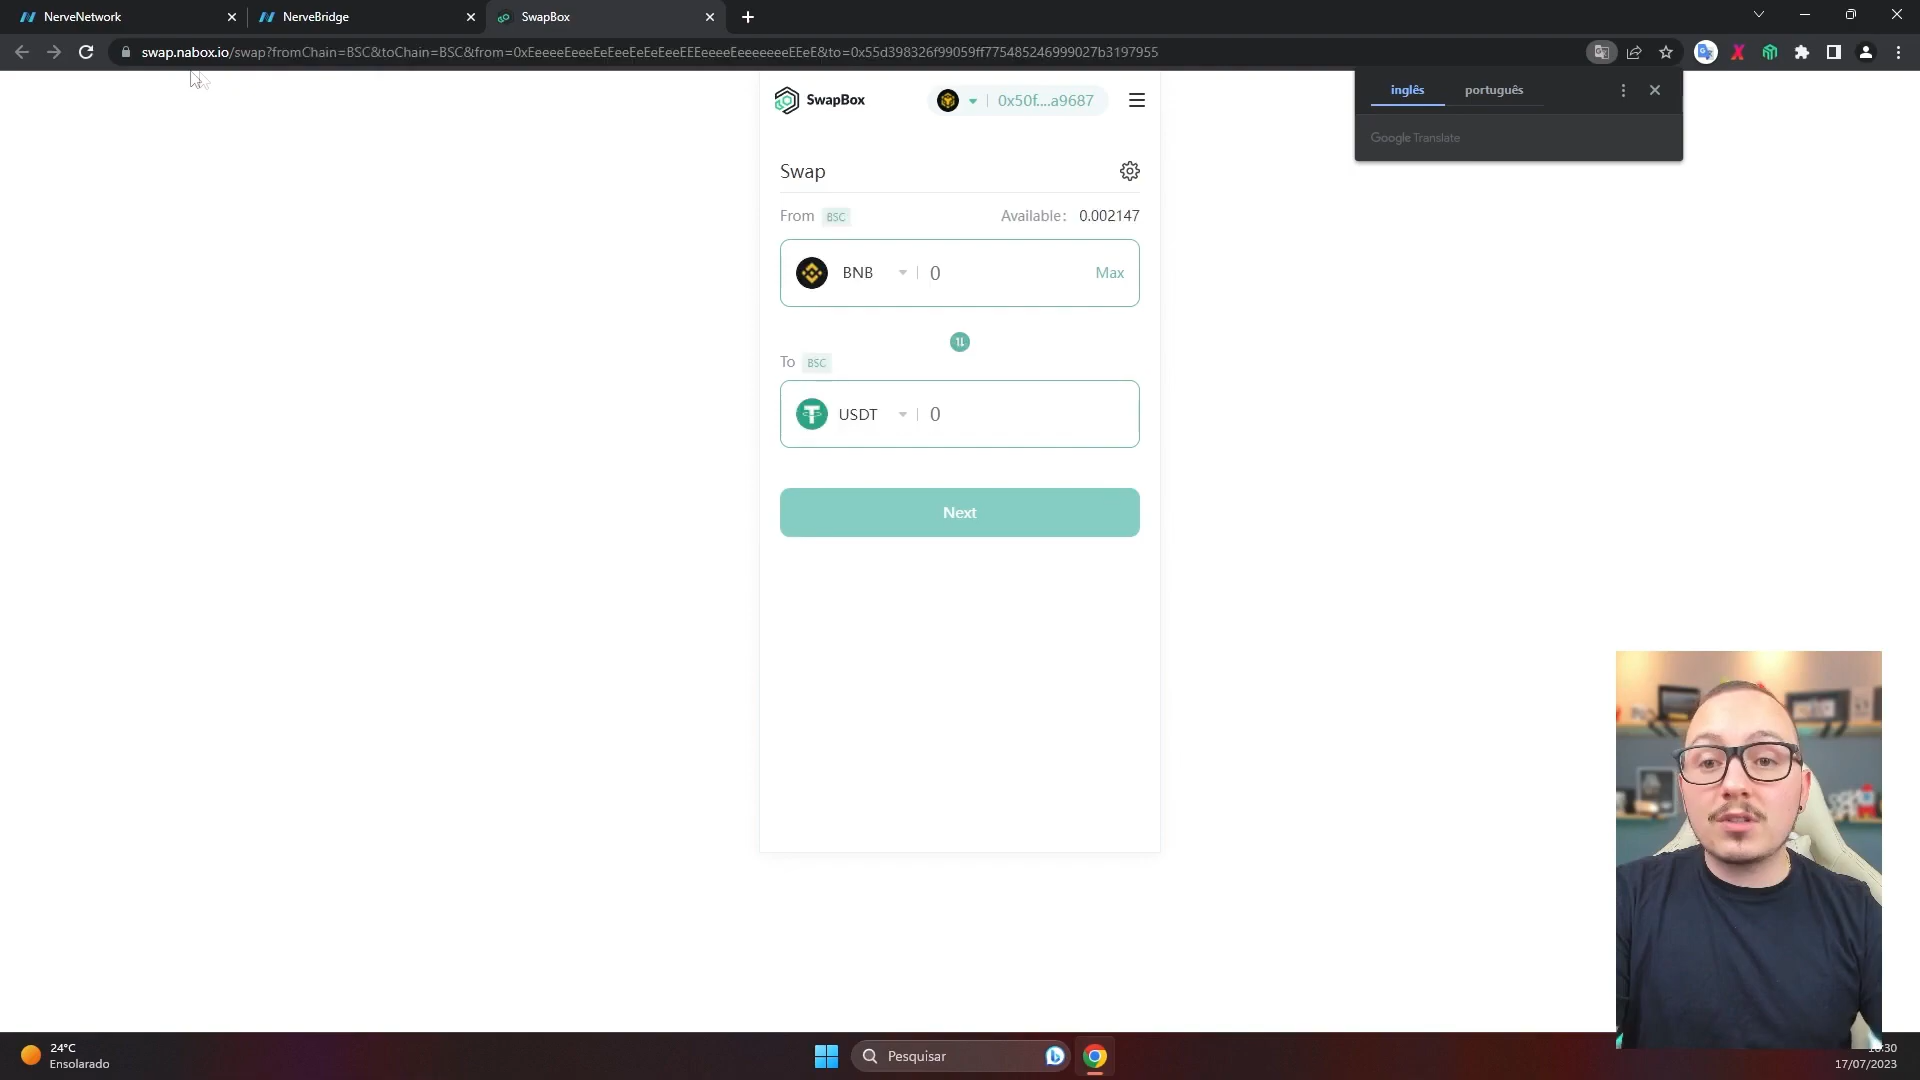 NerveNetwork
NerveBridge
SwapBox
swap.nabox.io/swap?fromChain=BSC&toChain=BSC&from=0xEeeeeEeeeEeEeeEeEeEeeEEEeeeeEeeeeeeeEEeE&to=0x55d398326f99059ff775485246999027b3197955
inglês
português
Google Translate
SwapBox
0x50f....a9687
Swap
From BSC
Available: 0.002147
BNB
0
Max
To BSC
USDT
0
Next
24°C
Ensolarado
Pesquisar
17/07/2023